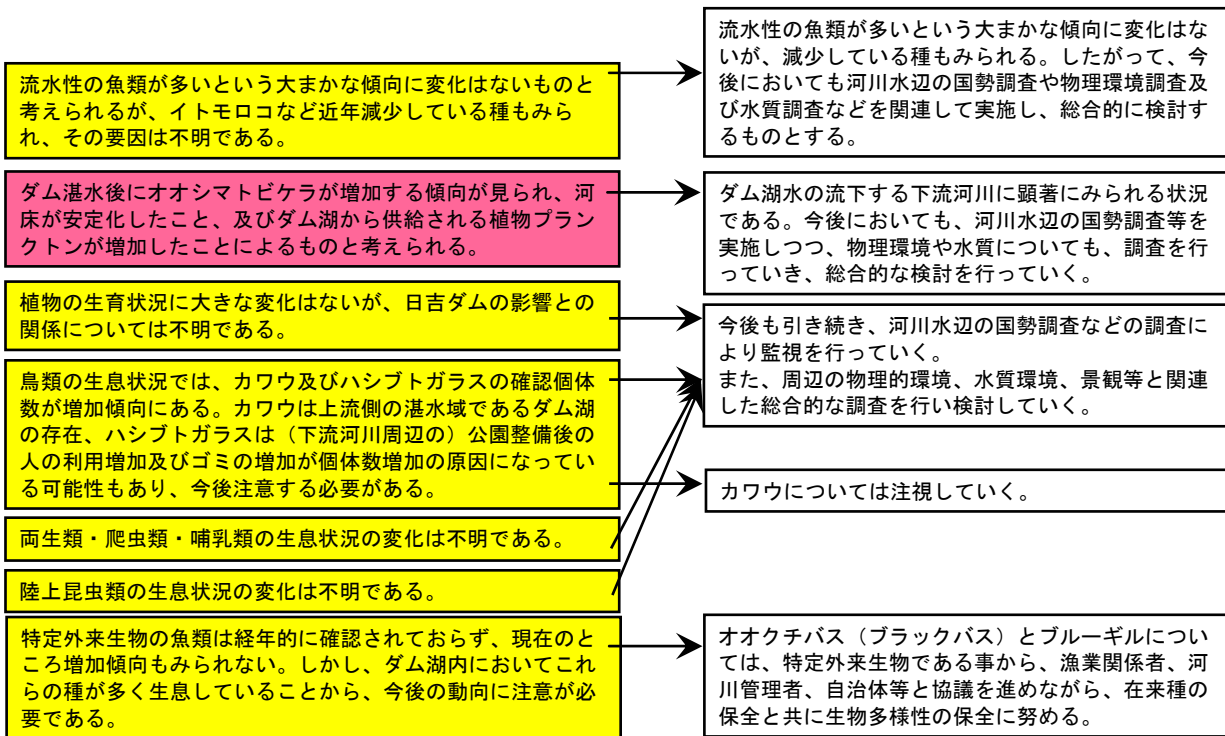 流水性の魚類が多いという大まかな傾向に変化はないものと
考えられるが、イトモロコなど近年減少している種もみら
れ、その要因は不明である。
流水性の魚類が多いという大まかな傾向に変化はな
いが、減少している種もみられる。したがって、今
後においても河川水辺の国勢調査や物理環境調査及
び水質調査などを関連して実施し、総合的に検討す
るものとする。
ダム湛水後にオオシマトビケラが増加する傾向が見られ、河
床が安定化したこと、及びダム湖から供給される植物プラン
クトンが増加したことによるものと考えられる。
ダム湖水の流下する下流河川に顕著にみられる状況
である。今後においても、河川水辺の国勢調査等を
実施しつつ、物理環境や水質についても、調査を行
っていき、総合的な検討を行っていく。
植物の生育状況に大きな変化はないが、日吉ダムの影響との
関係については不明である。
今後も引き続き、河川水辺の国勢調査などの調査に
より監視を行っていく。
また、周辺の物理的環境、水質環境、景観等と関連
した総合的な調査を行い検討していく。
鳥類の生息状況では、カワウ及びハシブトガラスの確認個体
数が増加傾向にある。カワウは上流側の湛水域であるダム湖
の存在、ハシブトガラスは（下流河川周辺の）公園整備後の
人の利用増加及びゴミの増加が個体数増加の原因になってい
る可能性もあり、今後注意する必要がある。
カワウについては注視していく。
両生類・爬虫類・哺乳類の生息状況の変化は不明である。
陸上昆虫類の生息状況の変化は不明である。
特定外来生物の魚類は経年的に確認されておらず、現在のと
ころ増加傾向もみられない。しかし、ダム湖内においてこれ
らの種が多く生息していることから、今後の動向に注意が必
要である。
オオクチバス（ブラックバス）とブルーギルについ
ては、特定外来生物である事から、漁業関係者、河
川管理者、自治体等と協議を進めながら、在来種の
保全と共に生物多様性の保全に努める。